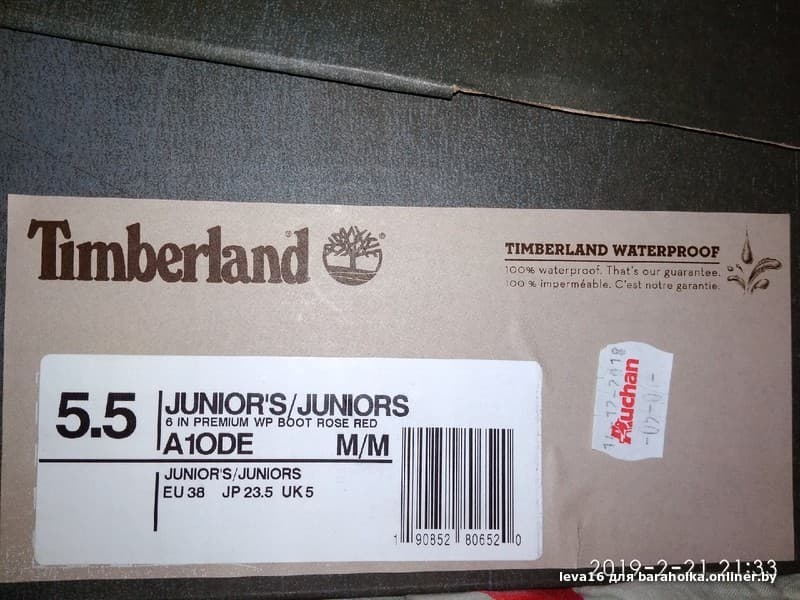 Timberland®
TIMBERLAND WATERPROOF
100% waterproof. That's our guarantee.
100 % imperméable. C'est notre garantie.
5.5
JUNIOR'S/JUNIORS
6 IN PREMIUM WP BOOT ROSE RED
A1ODE M/M
JUNIOR'S/JUNIORS
EU 38 JP 23.5 UK 5
1 90852 80652 0
Auchan
2019-2-21 21:33
leva16 для baraholka.onliner.by